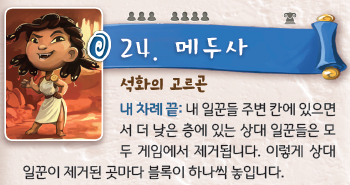 24. 메두사
석화의 고르곤
내 차례 끝: 내 일꾼들 주변 칸에 있으면
서 더 낮은 층에 있는 상대 일꾼들은 모
두 게임에서 제거됩니다. 이렇게 상대
일꾼이 제거된 곳마다 블록이 하나씩 놓입니다.